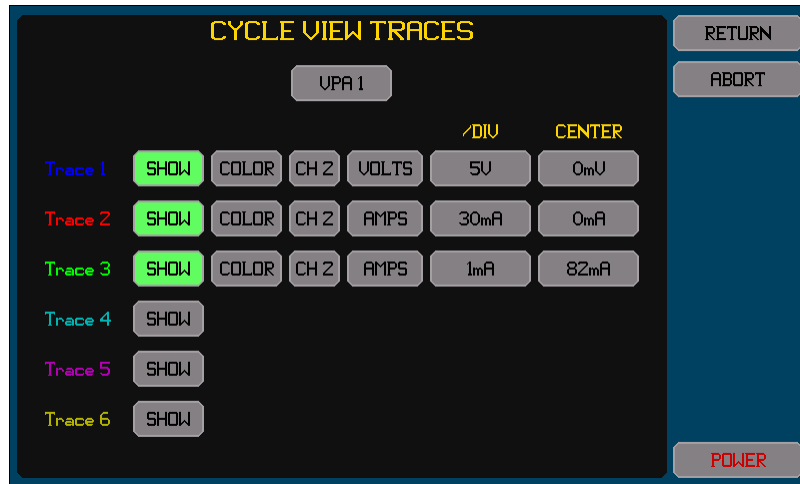 CYCLE VIEW TRACES
RETURN
VPA 1
ABORT
/DIV CENTER
Trace 1 SHOW COLOR CH 2 VOLTS 5V 0mV
Trace 2 SHOW COLOR CH 2 AMPS 30mA 0mA
Trace 3 SHOW COLOR CH 2 AMPS 1mA 82mA
Trace 4 SHOW
Trace 5 SHOW
Trace 6 SHOW
POWER